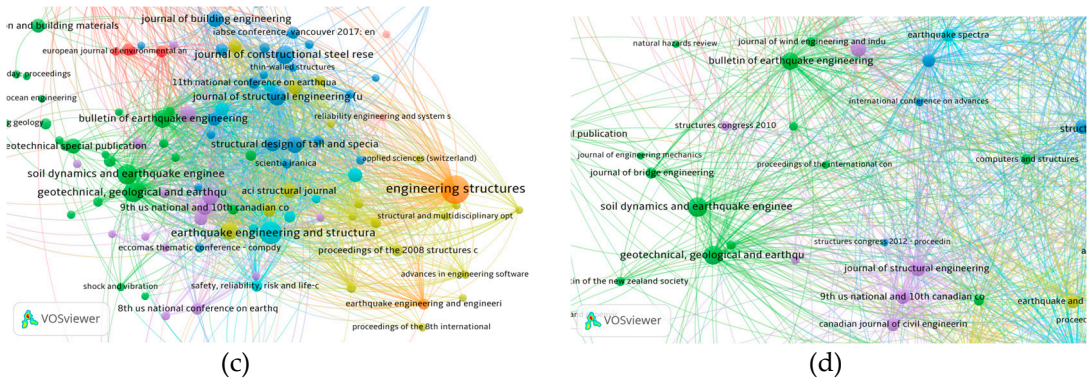 journal of building engineering
n and building materials
iabse conference, vancouver 2017: en
european journal of environmental an
journal of constructional steel rese
thin-walled structures
day proceedings
11th national conference on earthqua
ocean engineering
journal of structural engineering (u
bulletin of earthquake engineering
reliability engineering and system s
ng geology
eotechnical special publication
structural design of tall and specia
scientia iranica
applied sciences (switzerland)
soil dynamics and earthquake enginee
geotechnical, geological and earthqu
aci structural journal
engineering structures
9th us national and 10th canadian co
structural and multidisciplinary opt
earthquake engineering and structura
eccomas thematic conference - compdy
proceedings of the 2008 structures c
advances in engineering software
shock and vibration
safety, reliability, risk and life-c
8th us national conference on earthq
earthquake engineering and engineeri
proceedings of the 8th international
VOSviewer
(c)
earthquake spectra
natural hazards review
journal of wind engineering and indu
bulletin of earthquake engineering
international conference on advances
structures congress 2010
struct
al publication
journal of engineering mechanics
proceedings of the international con
computers and structures
journal of bridge engineering
soil dynamics and earthquake enginee
structures congress 2012 - proceedin
geotechnical, geological and earthqu
journal of structural engineering
tin of the new zealand society
9th us national and 10th canadian co
earthquake and
canadian journal of civil engineerin
proceed
VOSviewer
(d)